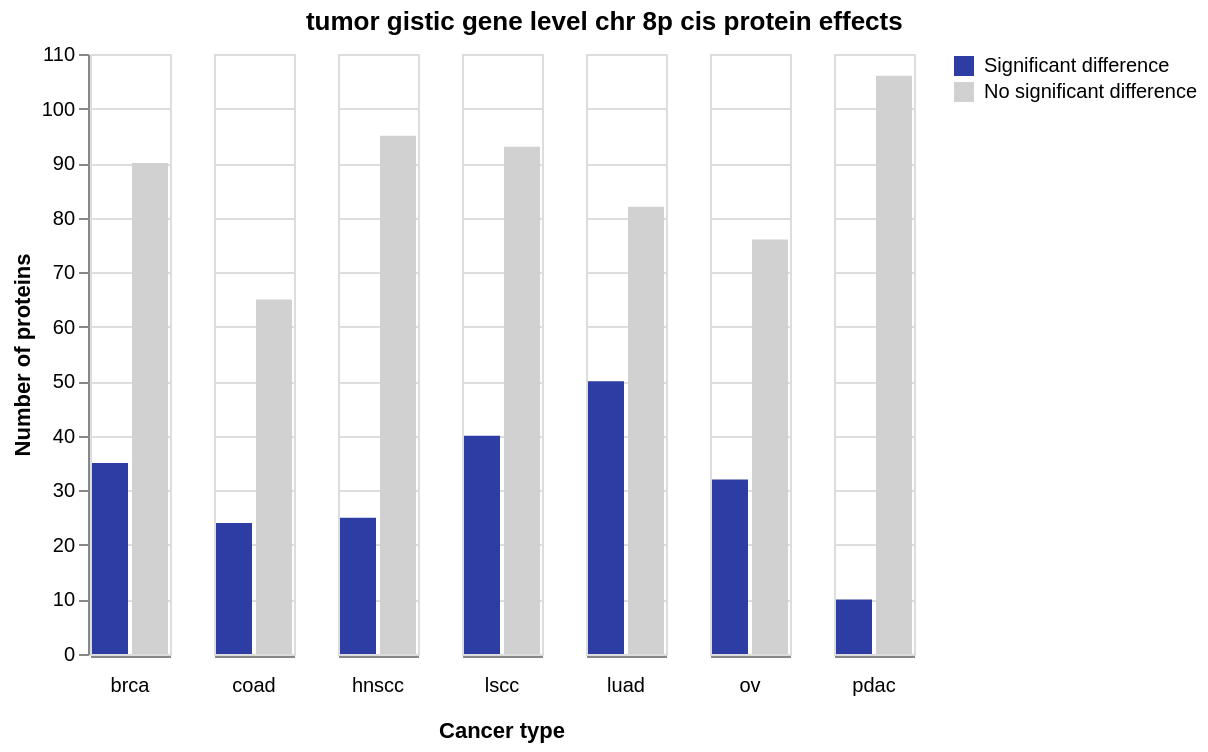 tumor gistic gene level chr 8p cis protein effects
Significant difference
No significant difference
Number of proteins
110
100
90
80
70
60
50
40
30
20
10
0
brca
coad
hnscc
lscc
luad
ov
pdac
Cancer type